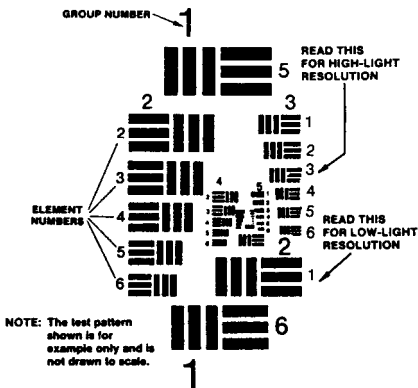 GROUP NUMBER
1
5
READ THIS
FOR HIGH-LIGHT
RESOLUTION
2
3
2
3
4
5
6
1
2
3
4
5
6
4
5
ELEMENT
NUMBERS
READ THIS
FOR LOW-LIGHT
RESOLUTION
2
1
6
1
NOTE: The test pattern
shown is for
example only and is
not drawn to scale.